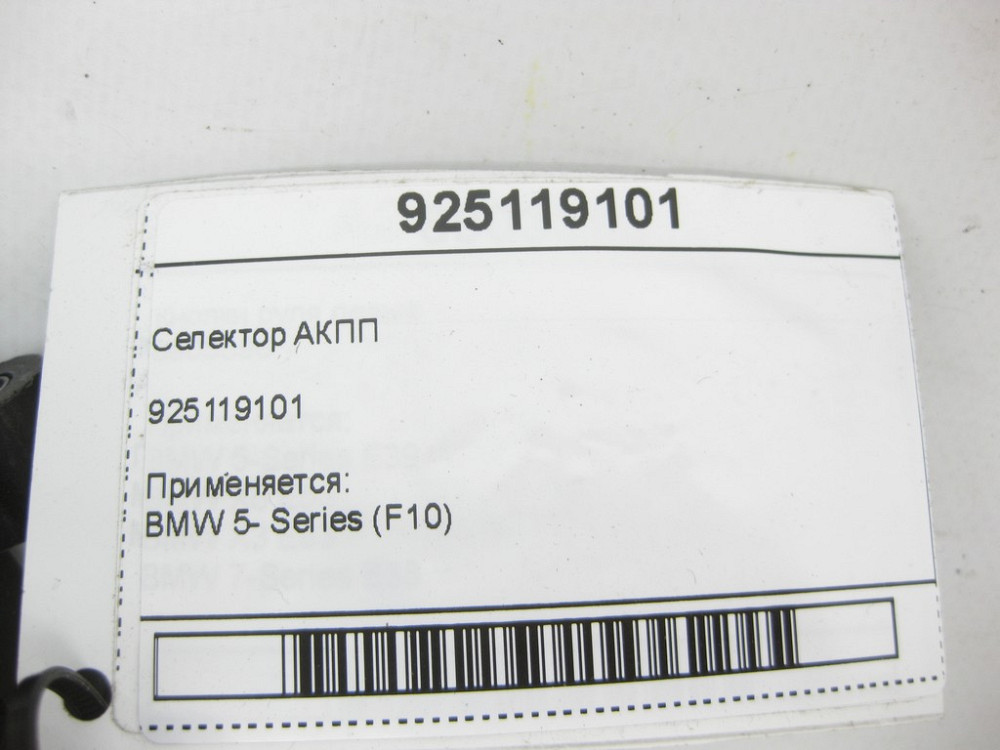 925119101
Селектор АКПП
925119101
Применяется:
BMW 5- Series (F10)